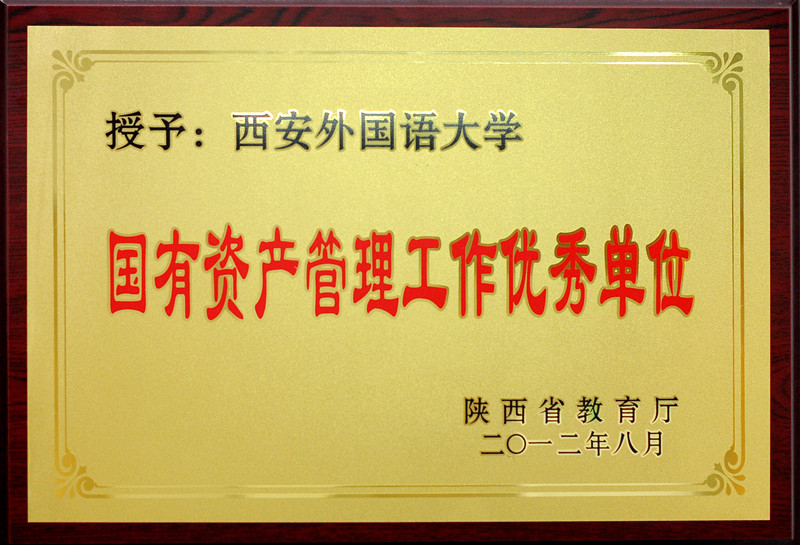 授予：西安外国语大学
国有资产管理工作优秀单位
陕西省教育厅
二〇一二年八月